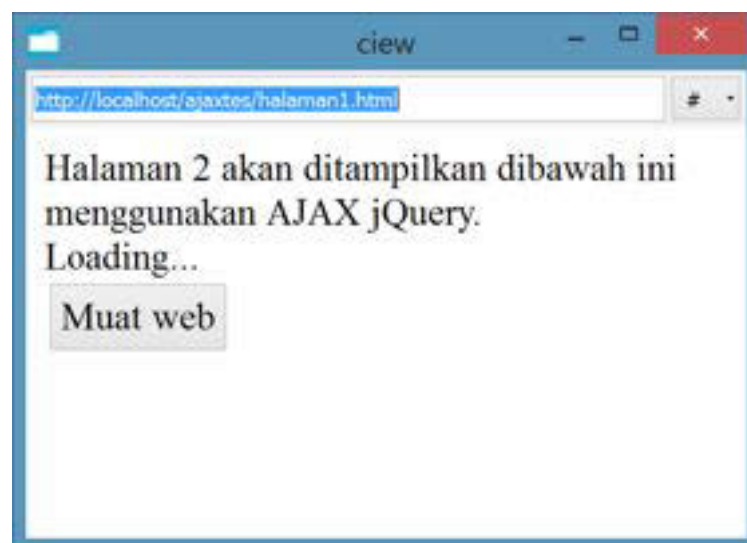 ciew
http://localhost/ajaxtes/halaman1.html
#
Halaman 2 akan ditampilkan dibawah ini
menggunakan AJAX jQuery.
Loading...
Muat web